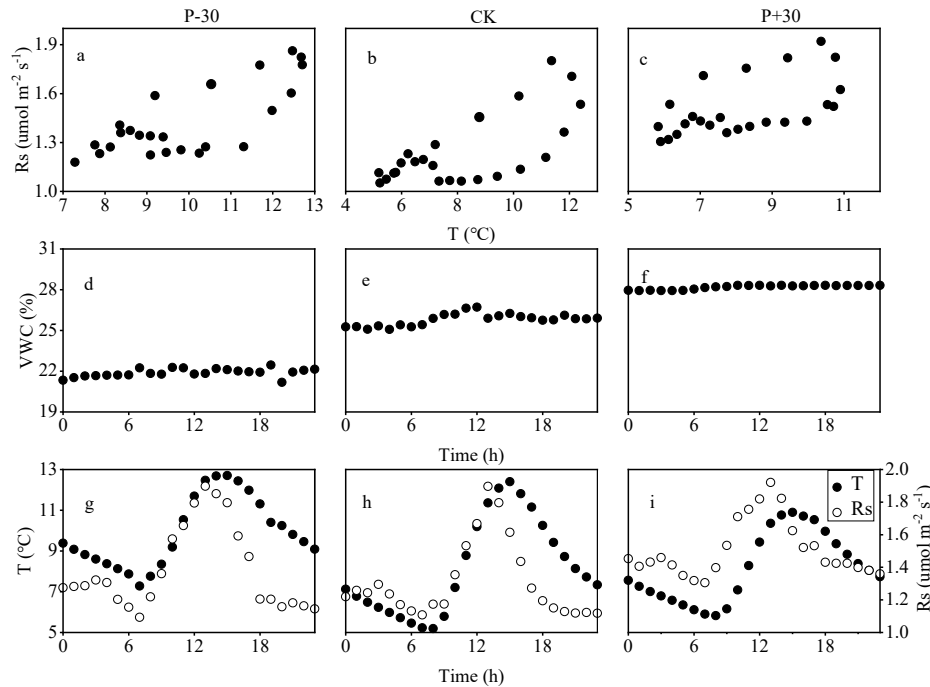 P-30 CK P+30
Rs (umol m-2 s-1)
1.9
1.6
1.3
1.0
a
7 8 9 10 11 12 13
b
4 6 8 10 12
c
5 7 9 11
T (℃)
VWC (%)
31
28
25
22
19
d
0 6 12 18
e
0 6 12 18
f
0 6 12 18
Time (h)
T (℃)
13
11
9
7
5
g
0 6 12 18
h
0 6 12 18
i
0 6 12 18
T
Rs
2.0
1.8
1.6
1.4
1.2
1.0
Rs (umol m-2 s-1)
Time (h)